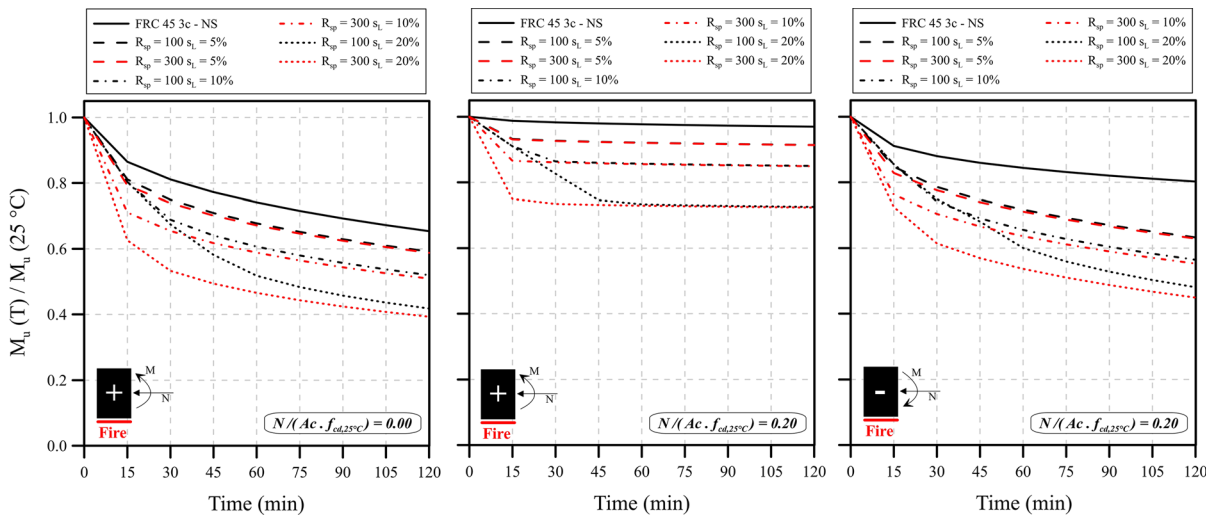 FRC 45 3c - NS
R_sp = 100 s_L = 5%
R_sp = 300 s_L = 5%
R_sp = 100 s_L = 10%
R_sp = 300 s_L = 10%
R_sp = 100 s_L = 20%
R_sp = 300 s_L = 20%
FRC 45 3c - NS
R_sp = 100 s_L = 5%
R_sp = 300 s_L = 5%
R_sp = 100 s_L = 10%
R_sp = 300 s_L = 10%
R_sp = 100 s_L = 20%
R_sp = 300 s_L = 20%
FRC 45 3c - NS
R_sp = 100 s_L = 5%
R_sp = 300 s_L = 5%
R_sp = 100 s_L = 10%
R_sp = 300 s_L = 10%
R_sp = 100 s_L = 20%
R_sp = 300 s_L = 20%
M_u (T) / M_u (25 °C)
1.0
0.8
0.6
0.4
0.2
0.0
M
+
N
Fire
N/(Ac . f_cd,25°C) = 0.00
0 15 30 45 60 75 90 105 120
Time (min)
M
+
N
Fire
N/(Ac . f_cd,25°C) = 0.20
0 15 30 45 60 75 90 105 120
Time (min)
M
-
N
Fire
N/(Ac . f_cd,25°C) = 0.20
0 15 30 45 60 75 90 105 120
Time (min)